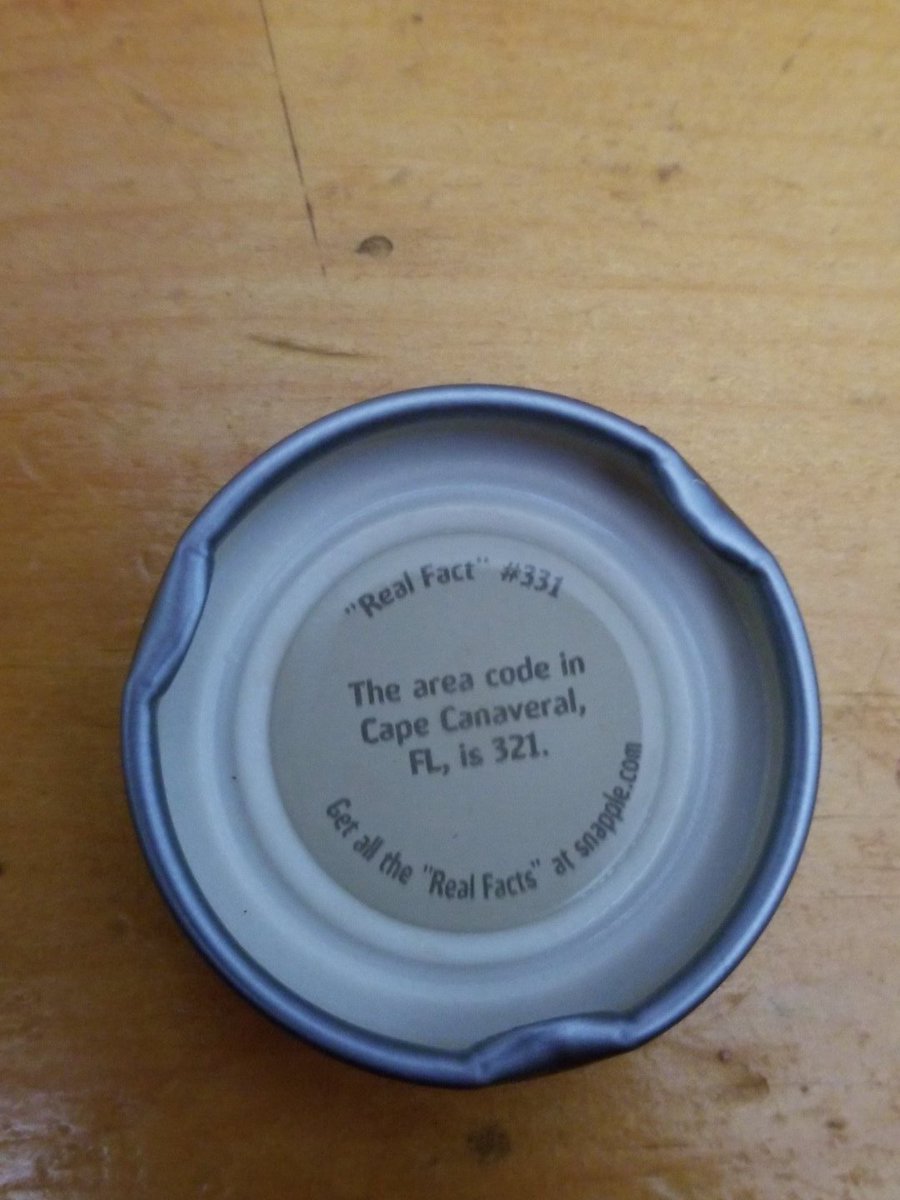 "Real Fact" #331
The area code in
Cape Canaveral,
FL, is 321.
Get all the "Real Facts" at snapple.com